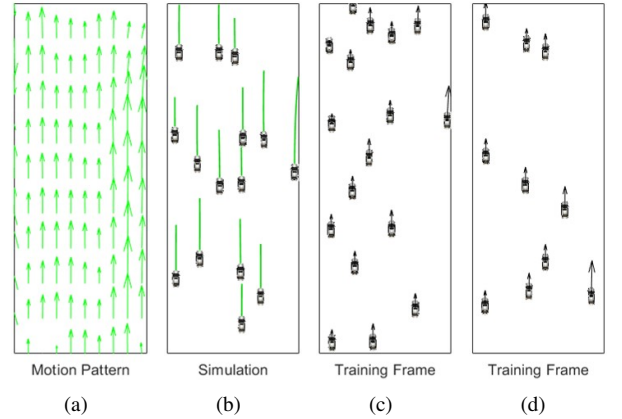 Motion Pattern Simulation Training Frame Training Frame
(a) (b) (c) (d)